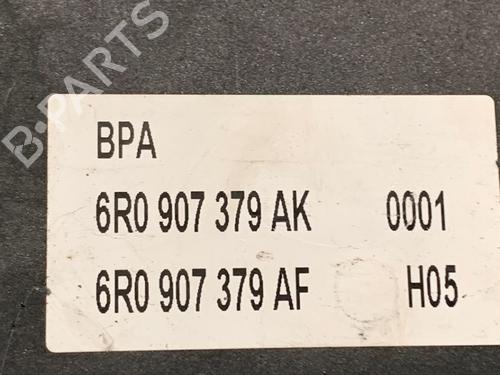 B-PARTS
BPA
6R0 907 379 AK 0001
6R0 907 379 AF H05